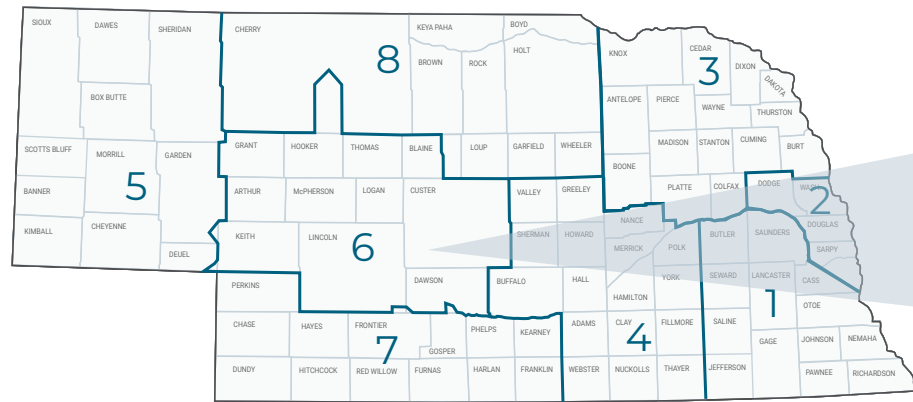 SIOUX
DAWES
SHERIDAN
CHERRY
KEYA PAHA
BOYD
8
BROWN
ROCK
HOLT
KNOX
CEDAR
3
DIXON
DAKOTA
BOX BUTTE
ANTELOPE
PIERCE
WAYNE
THURSTON
SCOTTS BLUFF
MORRILL
GARDEN
GRANT
HOOKER
THOMAS
BLAINE
LOUP
GARFIELD
WHEELER
BOONE
MADISON
STANTON
CUMING
BURT
BANNER
5
ARTHUR
McPHERSON
LOGAN
CUSTER
VALLEY
GREELEY
PLATTE
COLFAX
DODGE
2
KIMBALL
CHEYENNE
DEUEL
KEITH
LINCOLN
6
SHERMAN
HOWARD
NANCE
MERRICK
POLK
BUTLER
SAUNDERS
DOUGLAS
SARPY
PERKINS
DAWSON
BUFFALO
HALL
HAMILTON
YORK
SEWARD
LANCASTER
CASS
1
OTOE
CHASE
HAYES
FRONTIER
7
GOSPER
PHELPS
KEARNEY
ADAMS
CLAY
4
FILLMORE
SALINE
GAGE
JOHNSON
NEMAHA
DUNDY
HITCHCOCK
RED WILLOW
FURNAS
HARLAN
FRANKLIN
WEBSTER
NUCKOLLS
THAYER
JEFFERSON
PAWNEE
RICHARDSON